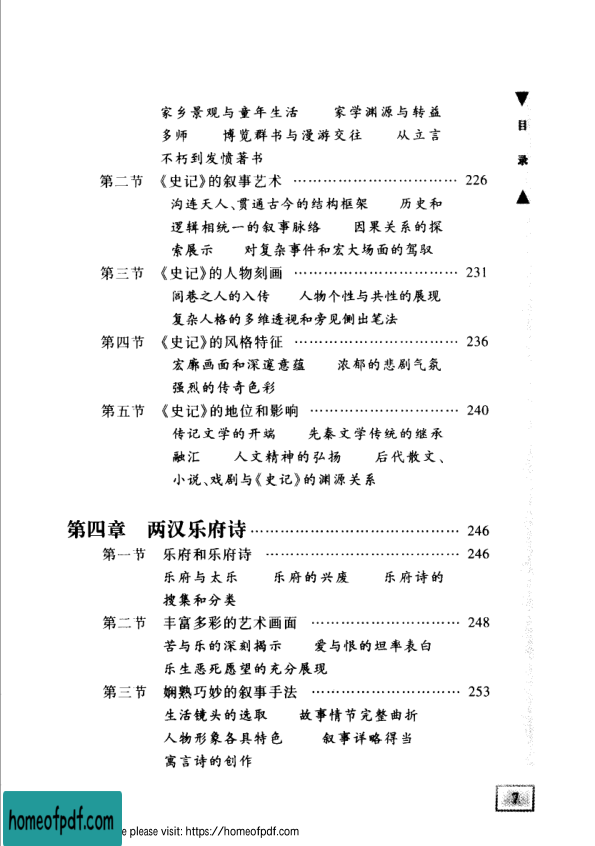 家乡景观与童年生活 家学渊源与转益
多师 博览群书与漫游交往 从立言
不朽到发愤著书
第二节 《史记》的叙事艺术 …………………………… 226
沟连天人、贯通古今的结构框架 历史和
逻辑相统一的叙事脉络 因果关系的探
索展示 对复杂事件和宏大场面的驾驭
第三节 《史记》的人物刻画 …………………………… 231
闾巷之人的入传 人物个性与共性的展现
复杂人格的多维透视和旁见侧出笔法
第四节 《史记》的风格特征 …………………………… 236
宏廓画面和深邃意蕴 浓郁的悲剧气氛
强烈的传奇色彩
第五节 《史记》的地位和影响 ………………………… 240
传记文学的开端 先秦文学传统的继承
融汇 人文精神的弘扬 后代散文、
小说、戏剧与《史记》的渊源关系
第四章 两汉乐府诗 …………………………………… 246
第一节 乐府和乐府诗 ………………………………… 246
乐府与太乐 乐府的兴废 乐府诗的
搜集和分类
第二节 丰富多彩的艺术画面 ………………………… 248
苦与乐的深刻揭示 爱与恨的坦率表白
乐生恶死愿望的充分展现
第三节 娴熟巧妙的叙事手法 ………………………… 253
生活镜头的选取 故事情节完整曲折
人物形象各具特色 叙事详略得当
寓言诗的创作
▼
目
录
▲
7
homeofpdf.com
e please visit: https://homeofpdf.com